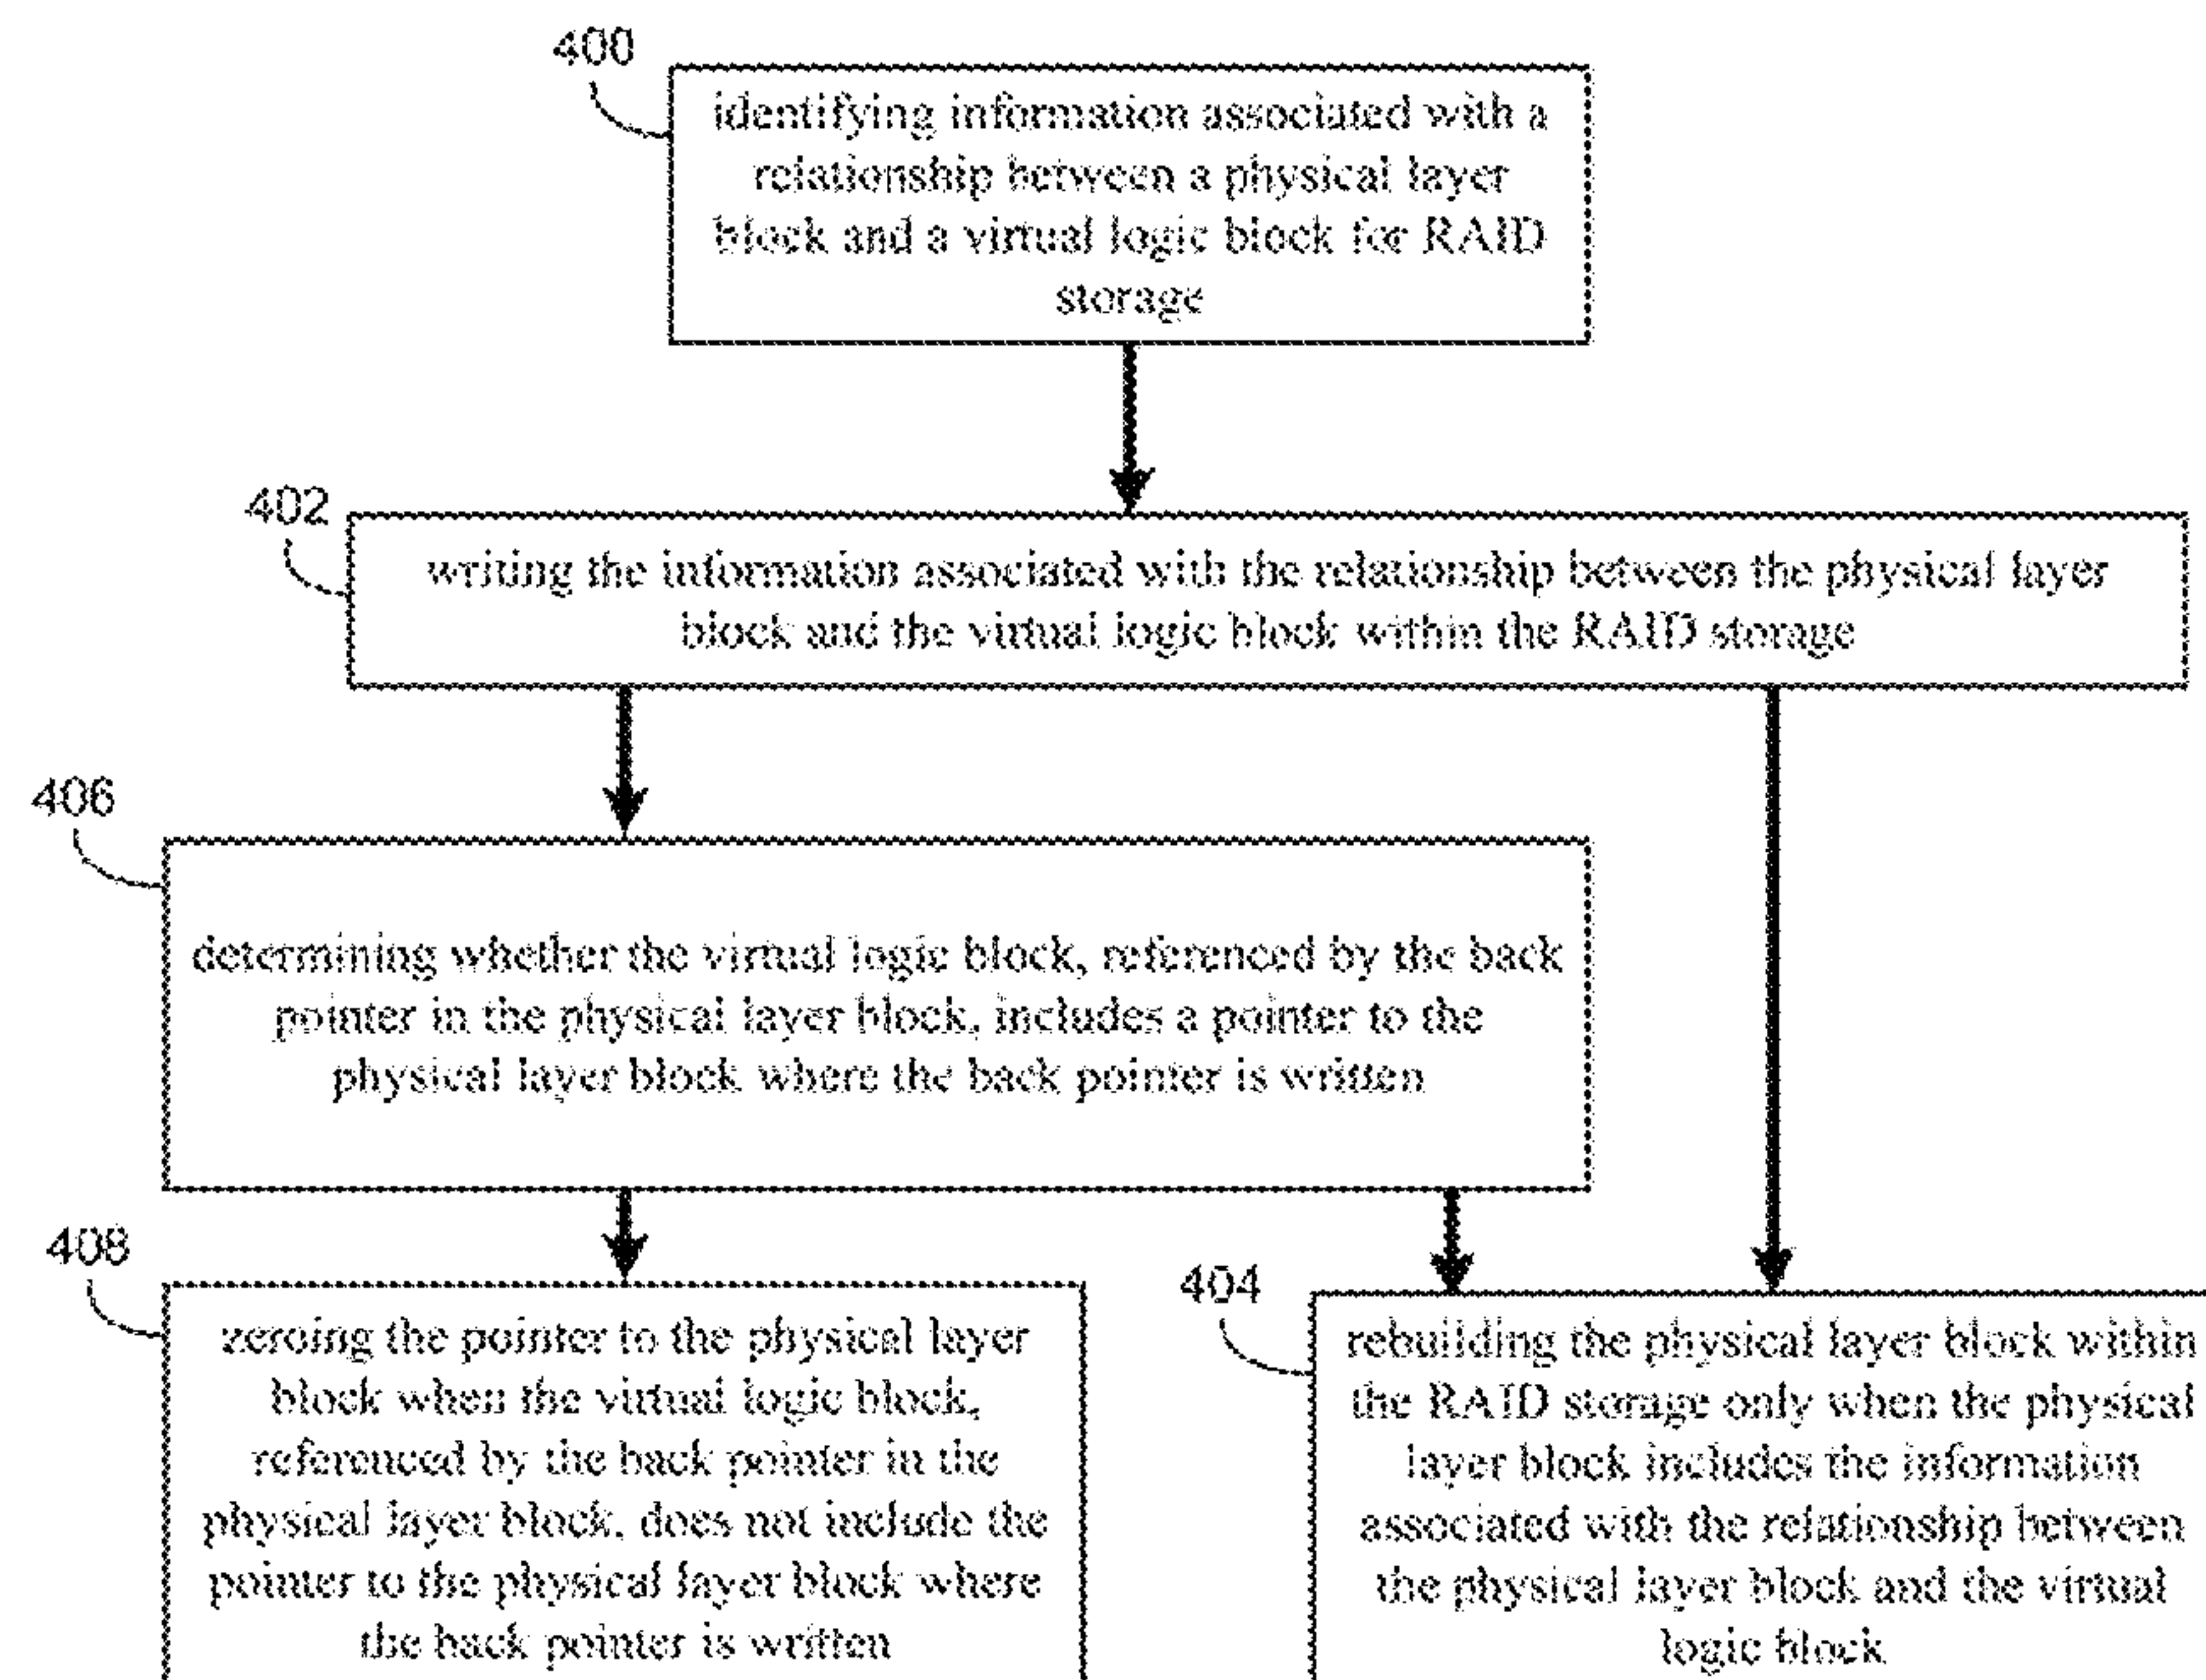 400
identifying information associated with a
relationship between a physical layer
block and a virtual logic block for RAID
storage
402
writing the information associated with the relationship between the physical layer
block and the virtual logic block within the RAID storage
406
determining whether the virtual logic block, referenced by the back
pointer in the physical layer block, includes a pointer to the
physical layer block where the back pointer is written
408
zeroing the pointer to the physical layer
block when the virtual logic block,
referenced by the back pointer in the
physical layer block, does not include the
pointer to the physical layer block where
the back pointer is written
404
rebuilding the physical layer block within
the RAID storage only when the physical
layer block includes the information
associated with the relationship between
the physical layer block and the virtual
logic block